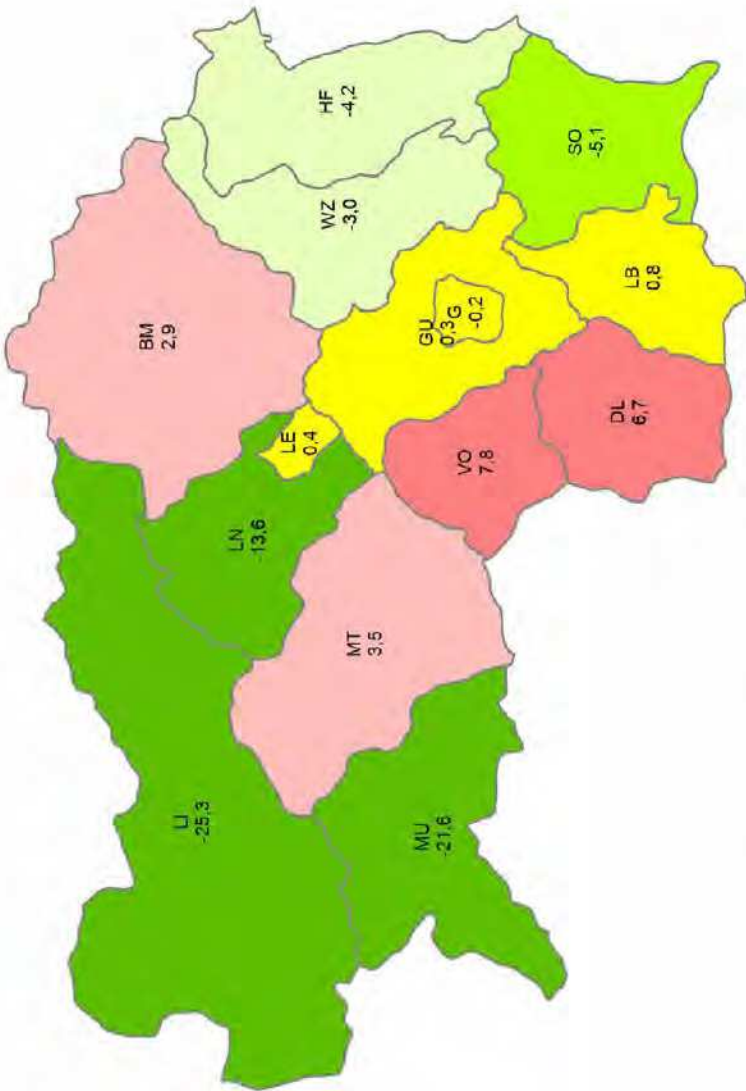 LI
-25,3
BM
2,9
LN
-13,6
LE
0,4
MT
3,5
MU
-21,6
WZ
-3,0
HF
-4,2
GU
0,3
G
-0,2
VO
7,8
DL
6,7
LB
0,8
SO
-5,1